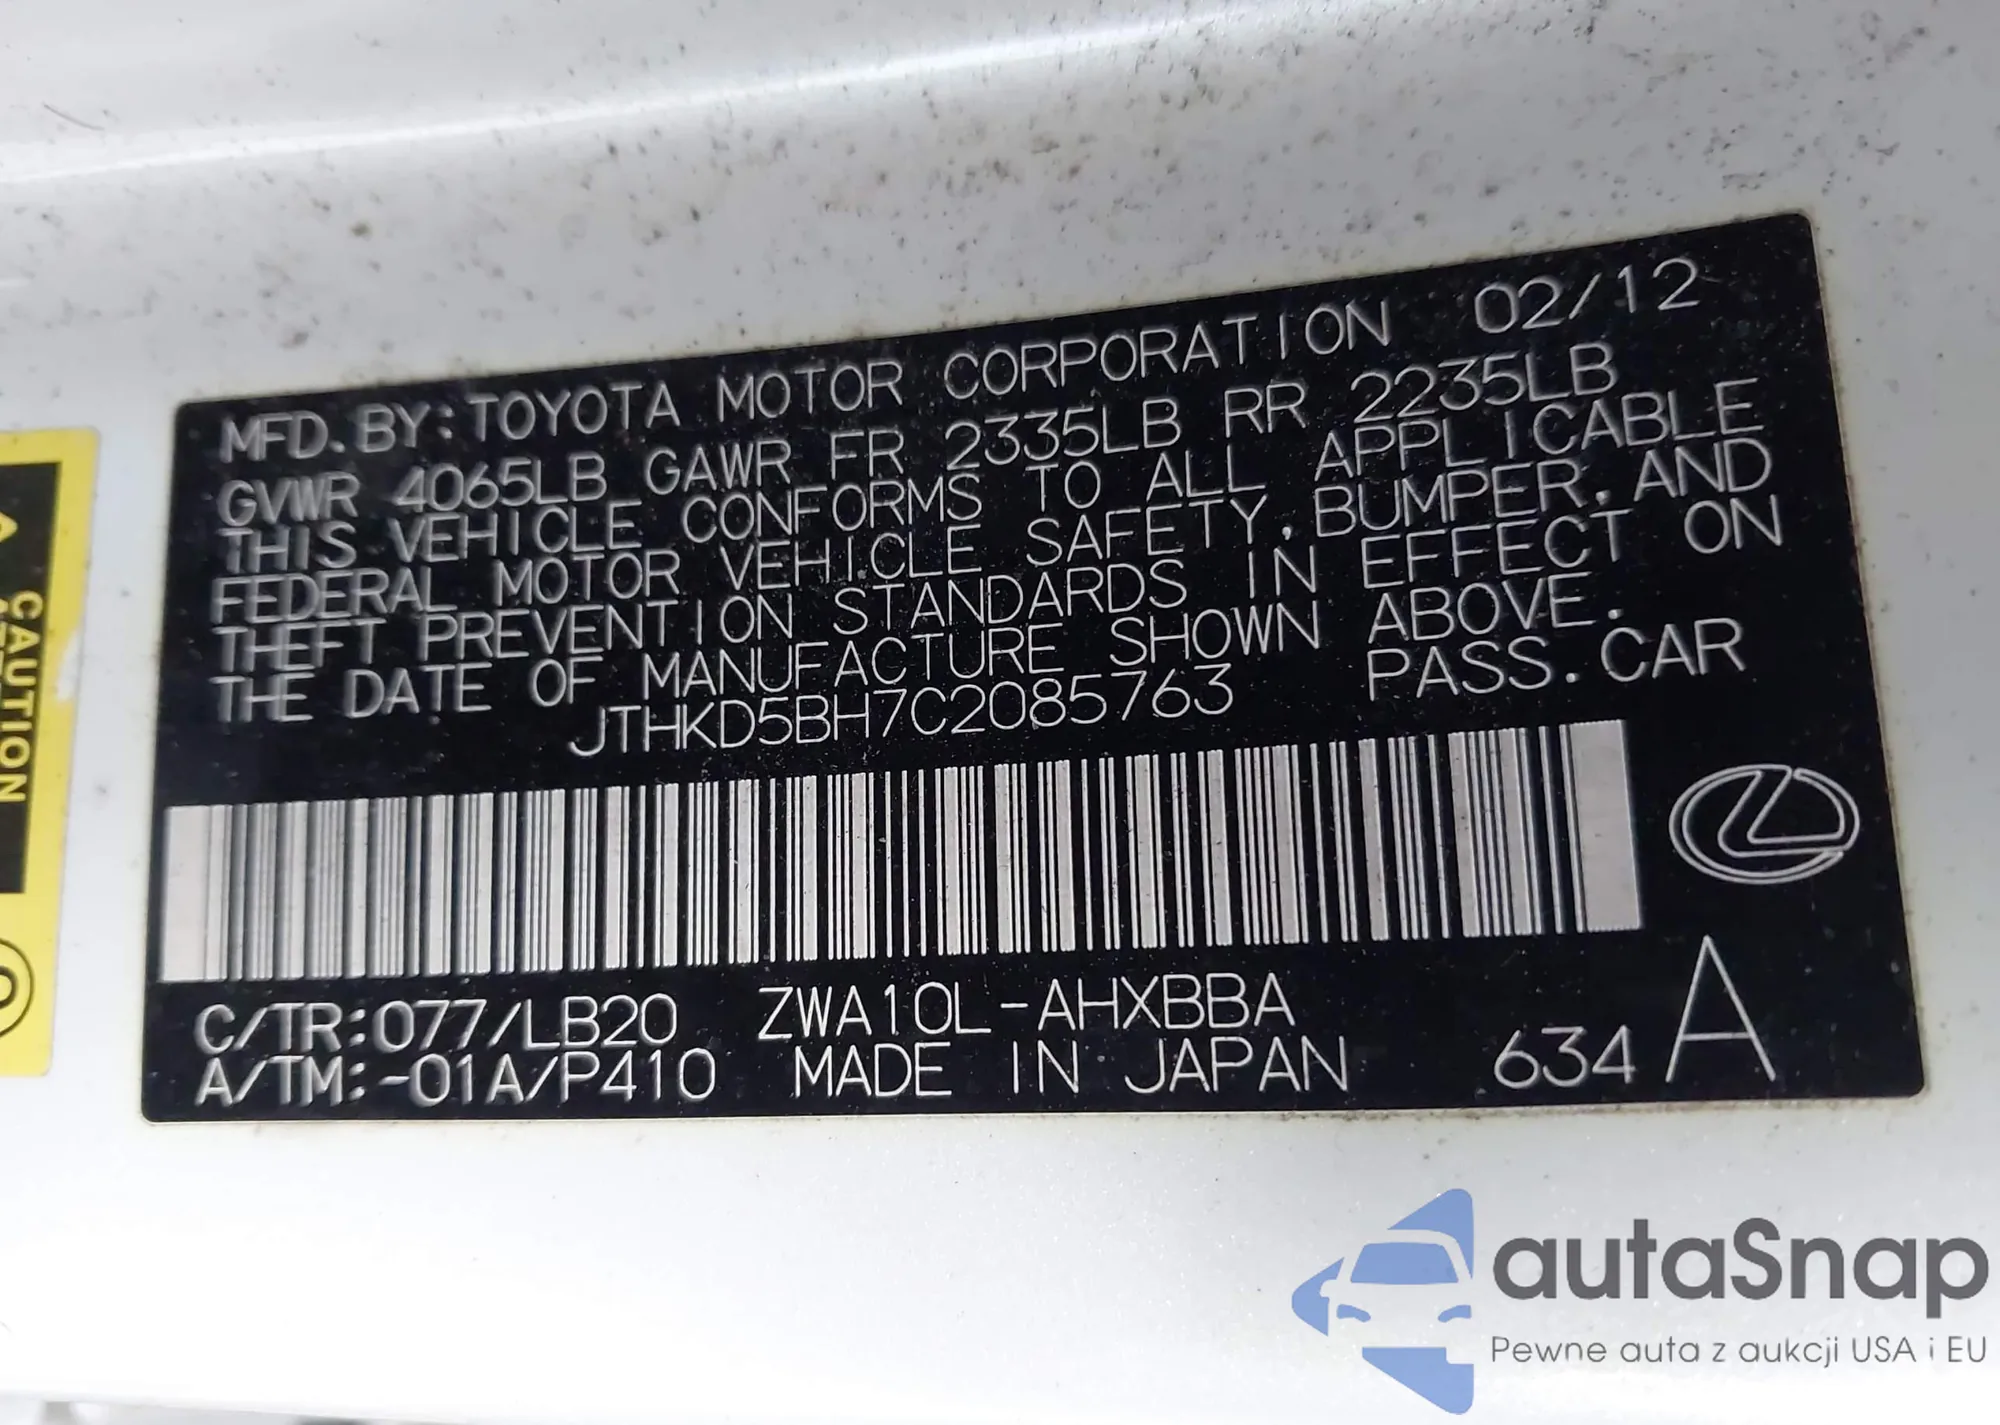 MFD. BY: TOYOTA MOTOR CORPORATION 02/12
GVWR 4065LB GAWR FR 2335LB RR 2235LB
THIS VEHICLE CONFORMS TO ALL APPLICABLE
FEDERAL MOTOR VEHICLE SAFETY, BUMPER, AND
THEFT PREVENTION STANDARDS IN EFFECT ON
THE DATE OF MANUFACTURE SHOWN ABOVE.
JTHKD5BH7C2085763 PASS. CAR
C/TR:077/LB20 ZWA10L-AHXBBA
A/TM:-01A/P410 MADE IN JAPAN 634 A
CAUTION
autaSnap
Pewne auta z aukcji USA i EU